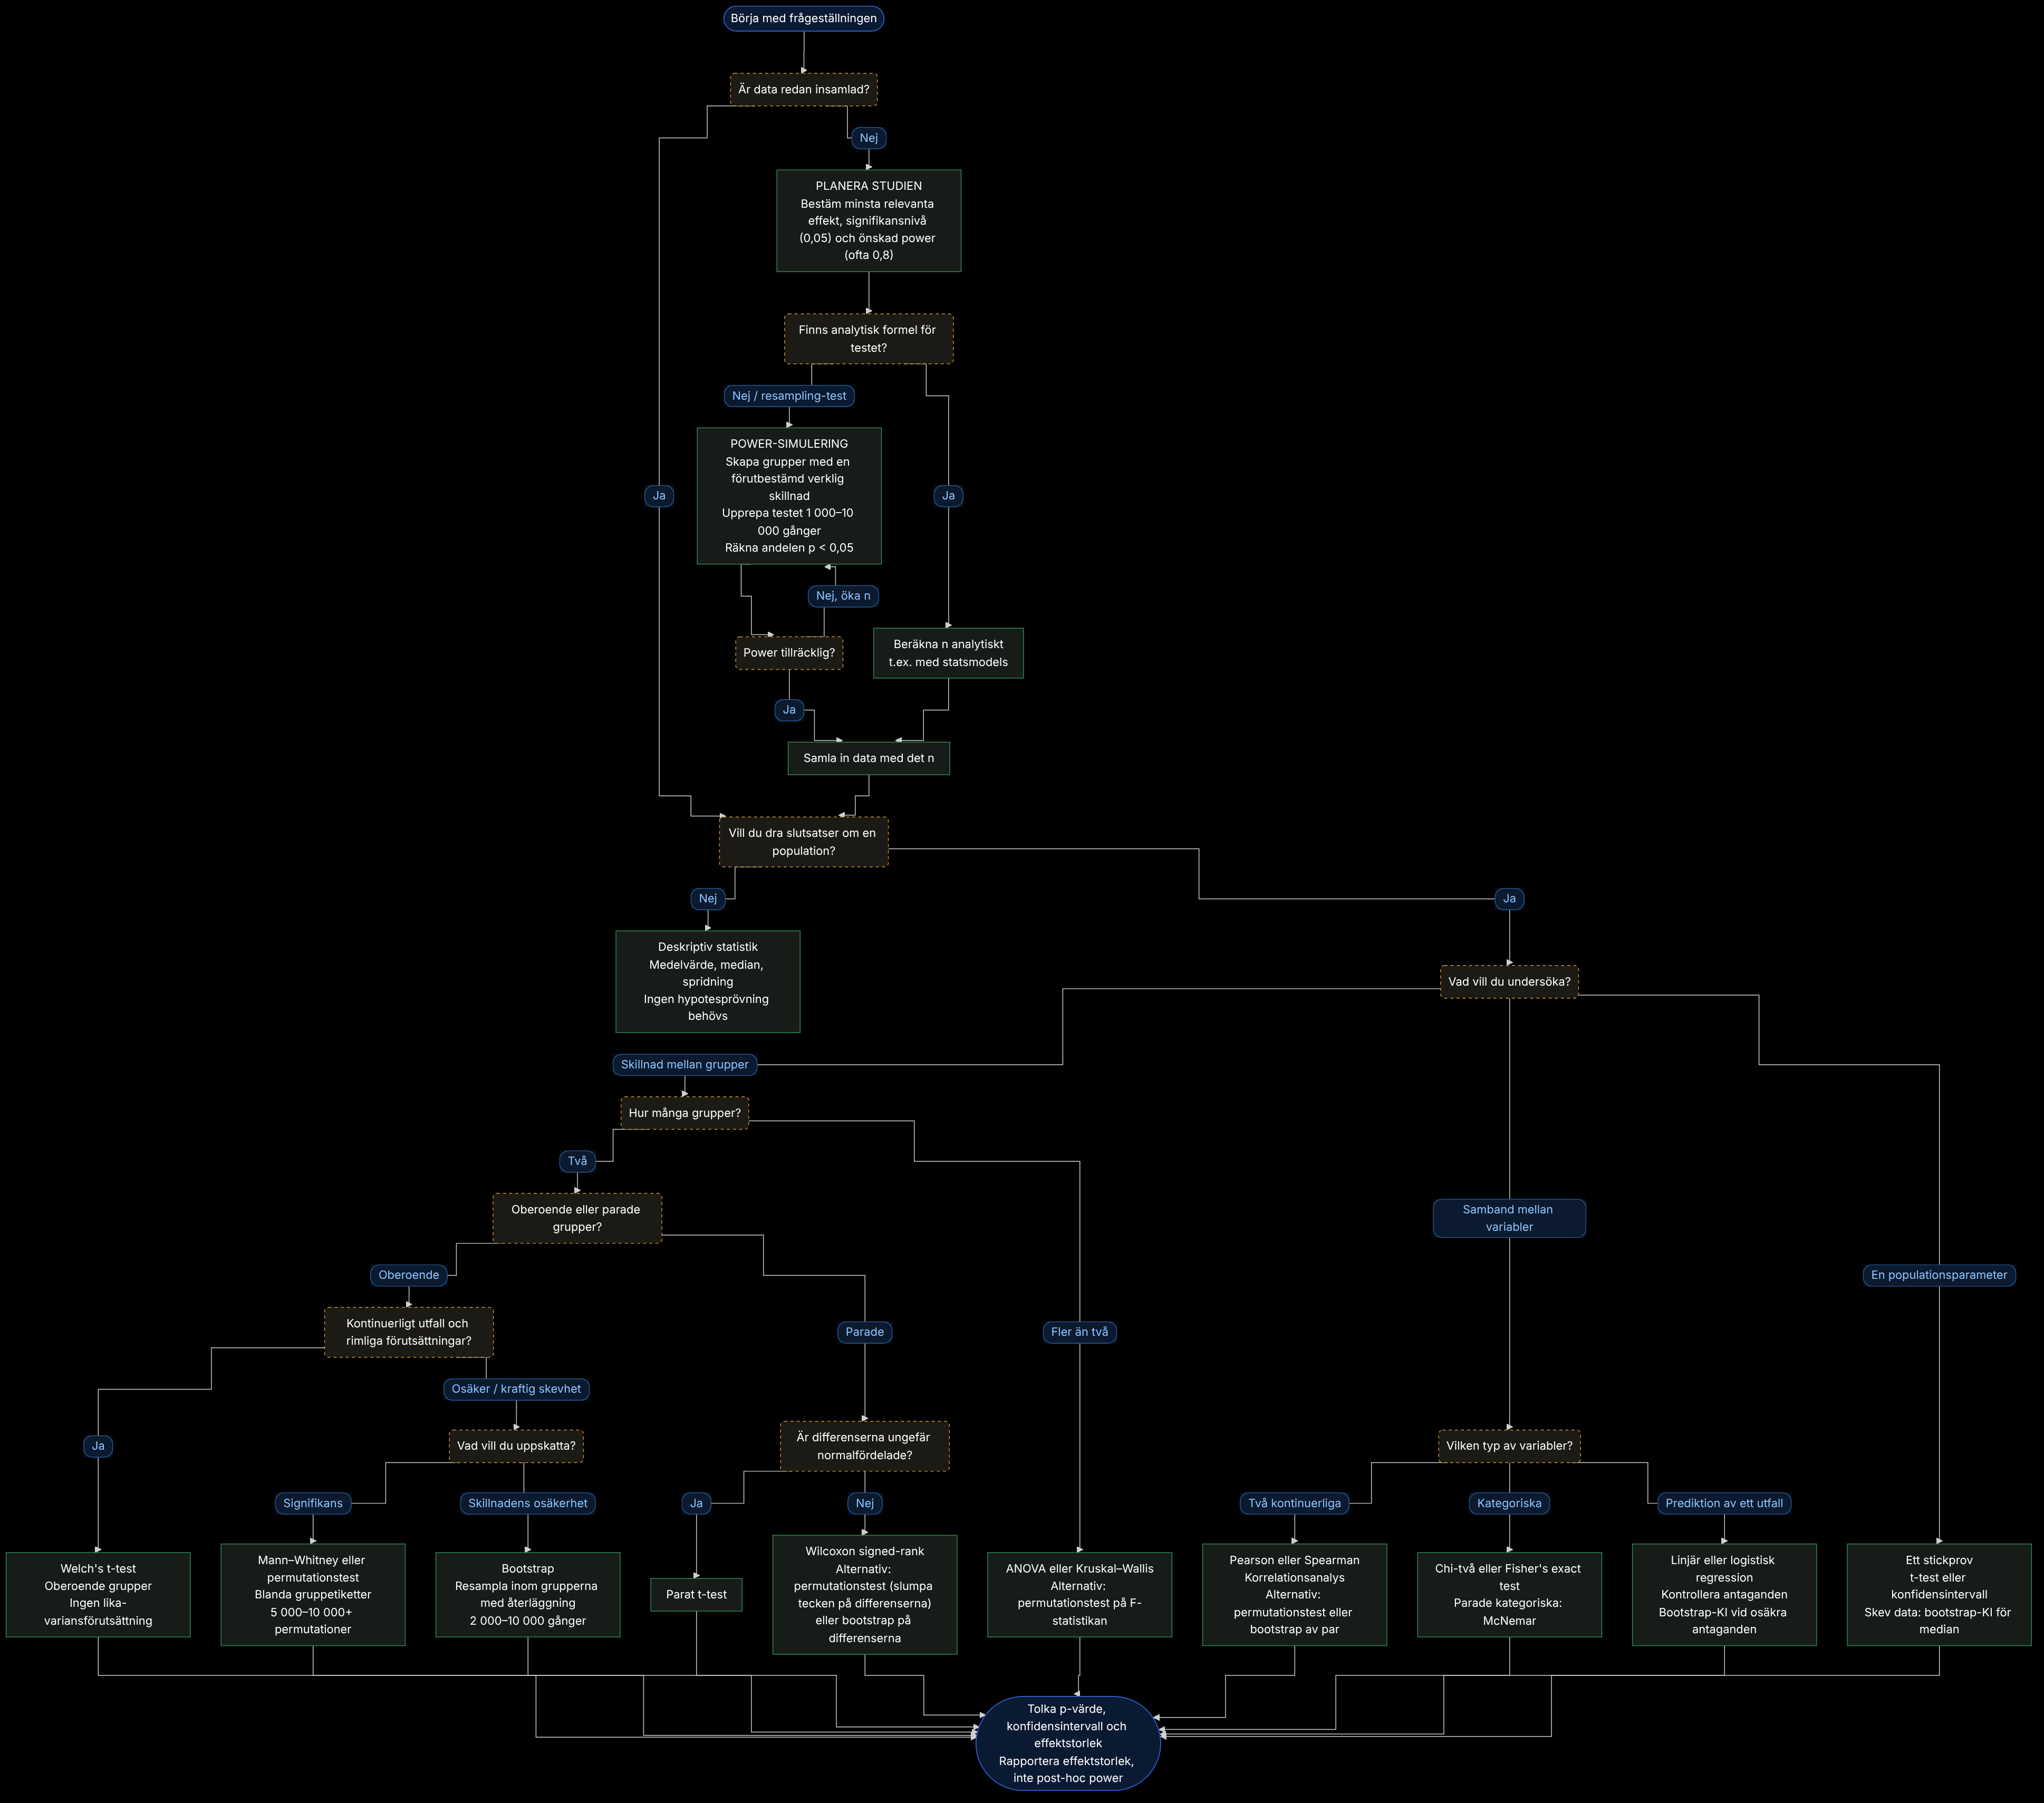 Börja med frågeställningen
Är data redan insamlad?
Nej
PLANERA STUDIEN
Bestäm minsta relevanta
effekt, signifikansnivå
(0,05) och önskad power
(ofta 0,8)
Finns analytisk formel för
testet?
Nej / resampling-test
POWER-SIMULERING
Skapa grupper med en
förutbestämd verklig
skillnad
Upprepa testet 1 000–10
000 gånger
Räkna andelen p < 0,05
Ja
Ja
Nej, öka n
Power tillräcklig?
Beräkna n analytiskt
t.ex. med statsmodels
Ja
Samla in data med det n
Vill du dra slutsatser om en
population?
Nej
Ja
Deskriptiv statistik
Medelvärde, median,
spridning
Ingen hypotesprövning
behövs
Vad vill du undersöka?
Skillnad mellan grupper
Hur många grupper?
Två
Oberoende eller parade
grupper?
Samband mellan
variabler
Oberoende
En populationsparameter
Kontinuerligt utfall och
rimliga förutsättningar?
Parade
Fler än två
Osäker / kraftig skevhet
Ja
Vad vill du uppskatta?
Är differenserna ungefär
normalfördelade?
Vilken typ av variabler?
Signifikans
Skillnadens osäkerhet
Ja
Nej
Två kontinuerliga
Kategoriska
Prediktion av ett utfall
Welch's t-test
Oberoende grupper
Ingen lika-
variansförutsättning
Mann–Whitney eller
permutationstest
Blanda gruppetiketter
5 000–10 000+
permutationer
Bootstrap
Resampla inom grupperna
med återläggning
2 000–10 000 gånger
Parat t-test
Wilcoxon signed-rank
Alternativ:
permutationstest (slumpa
tecken på differenserna)
eller bootstrap på
differenserna
ANOVA eller Kruskal–Wallis
Alternativ:
permutationstest på F-
statistikan
Pearson eller Spearman
Korrelationsanalys
Alternativ:
permutationstest eller
bootstrap av par
Chi-två eller Fisher's exact
test
Parade kategoriska:
McNemar
Linjär eller logistisk
regression
Kontrollera antaganden
Bootstrap-KI vid osäkra
antaganden
Ett stickprov
t-test eller
konfidensintervall
Skev data: bootstrap-KI för
median
Tolka p-värde,
konfidensintervall och
effektstorlek
Rapportera effektstorlek,
inte post-hoc power